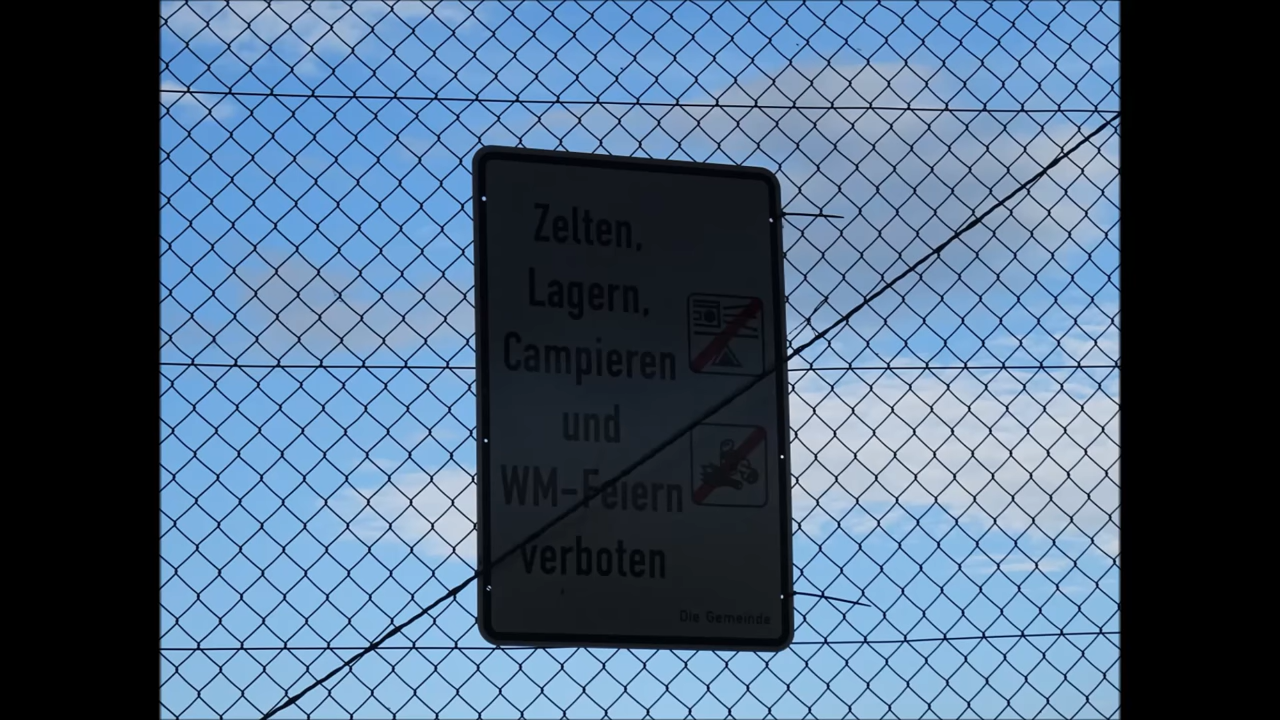 Zelten,
Lagern,
Campieren
und
WM-Feiern
verboten
Die Gemeinde